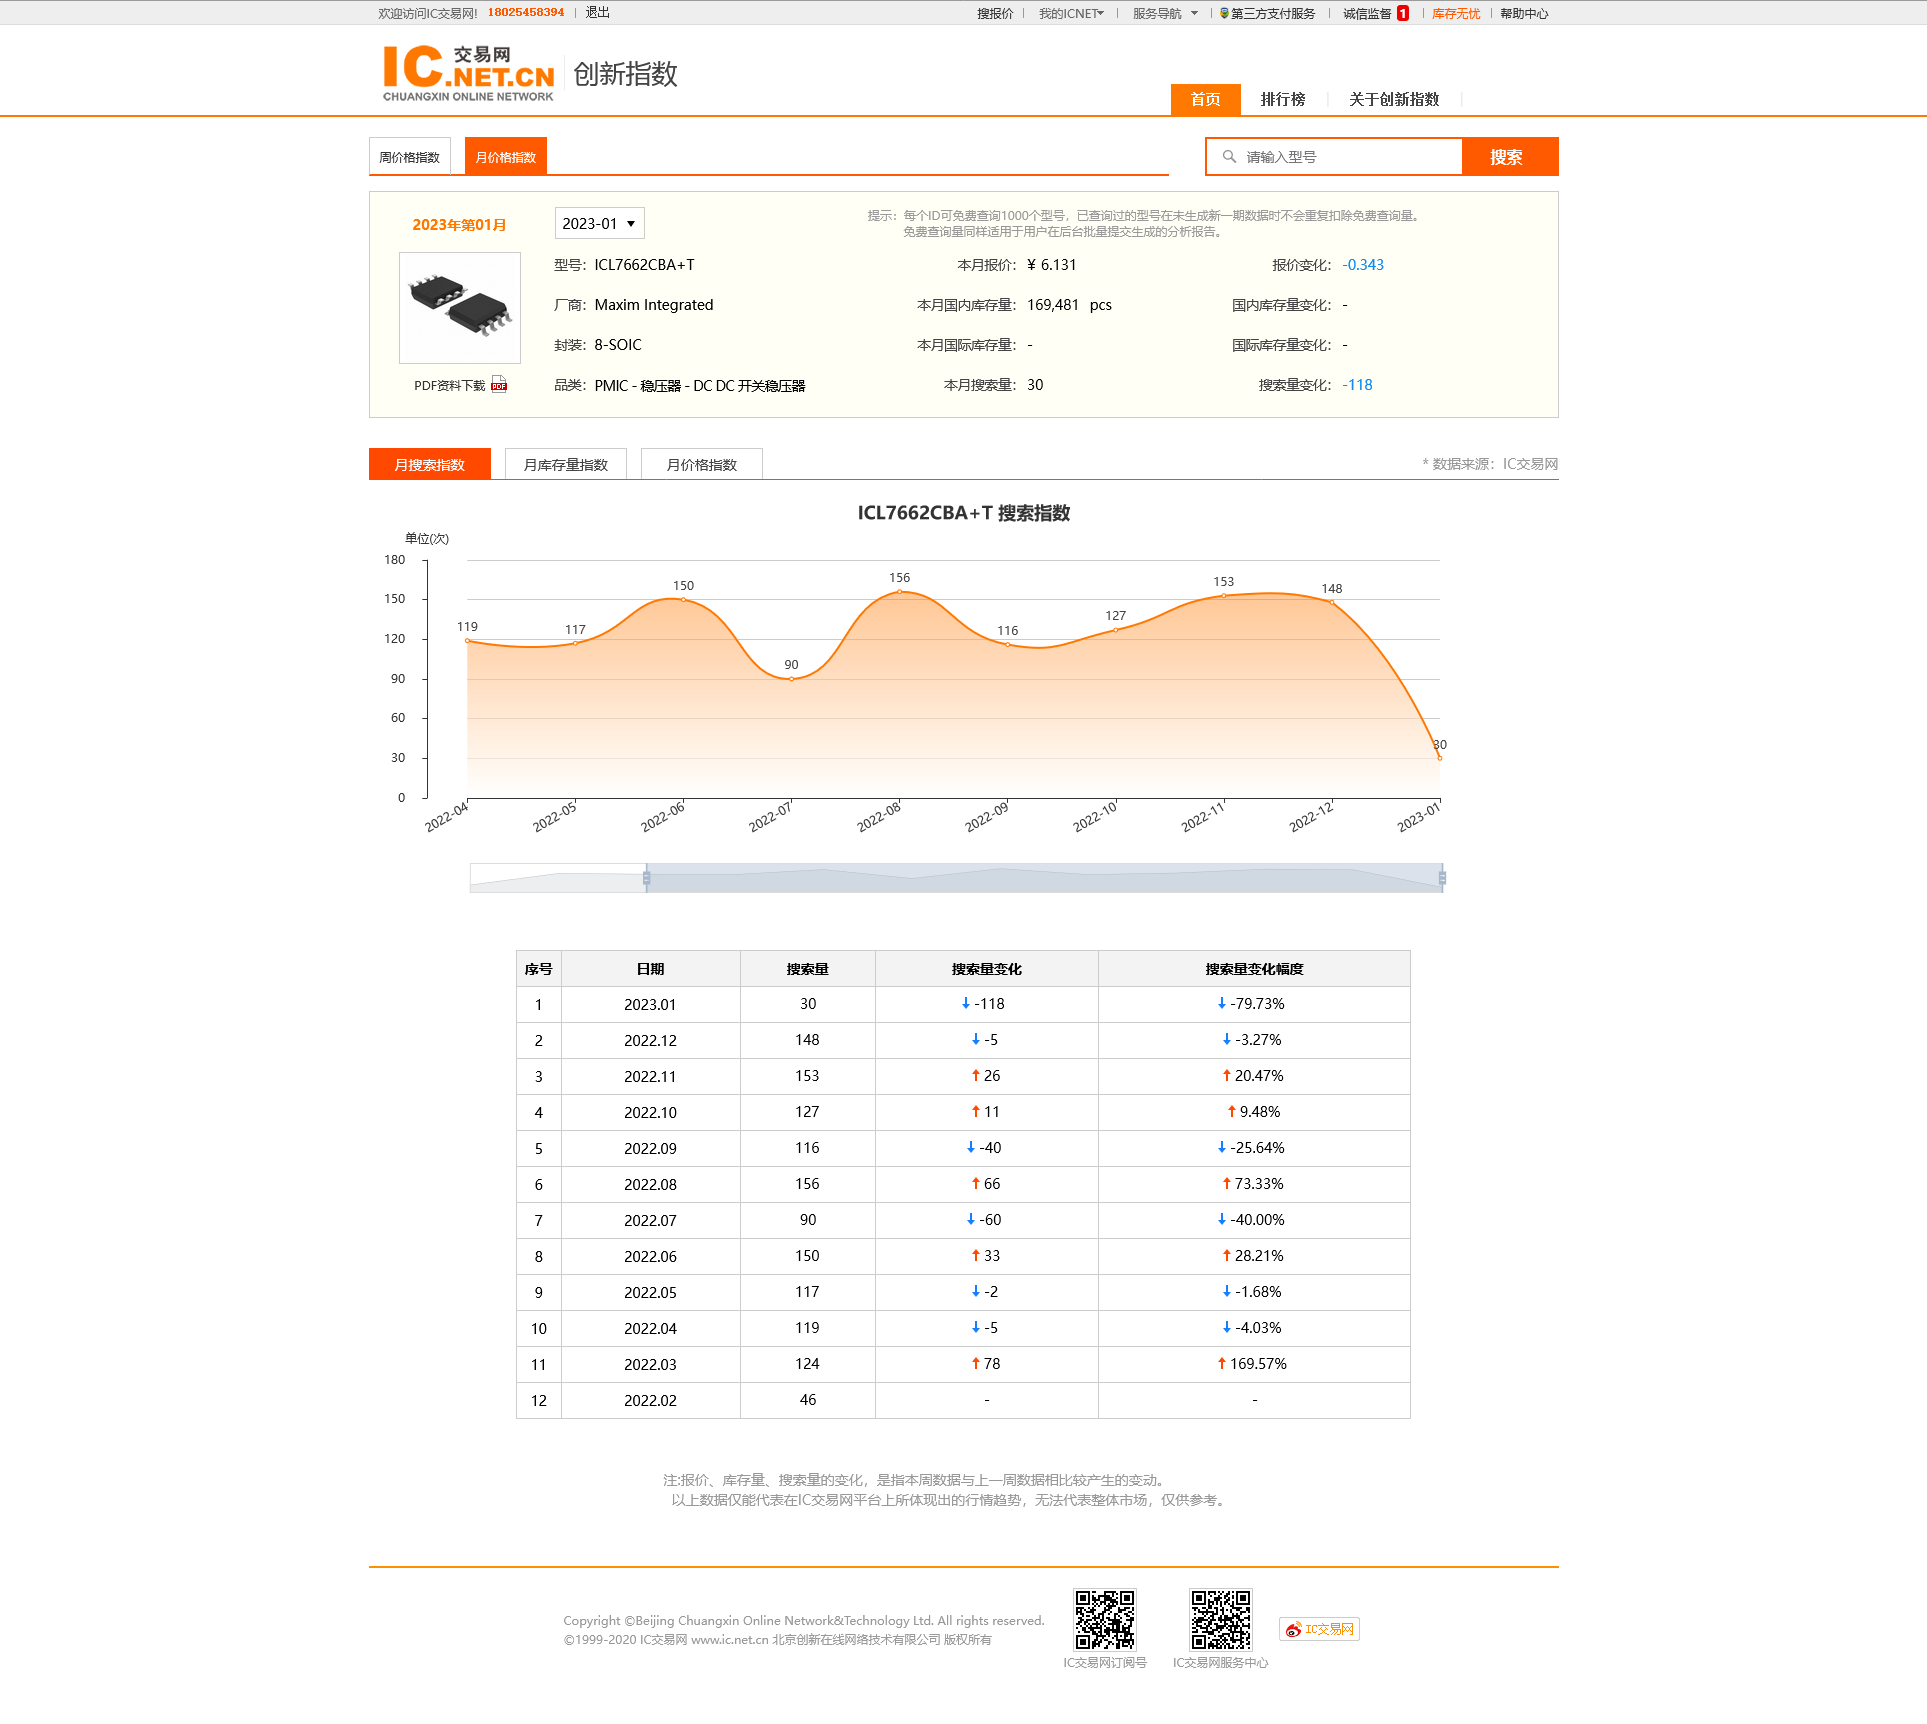 欢迎访问IC交易网! 18025458394 | 退出
搜报价 | 我的ICNET | 服务导航 | 第三方支付服务 | 诚信监督 1 | 库存无忧 | 帮助中心
IC.NET.CN 交易网
CHUANGXIN ONLINE NETWORK
创新指数
首页 排行榜 关于创新指数
周价格指数 月价格指数
请输入型号 搜索
2023年第01月 2023-01
提示：每个ID可免费查询1000个型号，已查询过的型号在未生成新一期数据时不会重复扣除免费查询量。
免费查询量同样适用于用户在后台批量提交生成的分析报告。
型号：ICL7662CBA+T 本月报价：¥ 6.131 报价变化：-0.343
厂商：Maxim Integrated 本月国内库存量：169,481 pcs 国内库存量变化：-
封装：8-SOIC 本月国际库存量：- 国际库存量变化：-
PDF资料下载 PDF 品类：PMIC - 稳压器 - DC DC 开关稳压器 本月搜索量：30 搜索量变化：-118
月搜索指数 月库存量指数 月价格指数 * 数据来源：IC交易网
ICL7662CBA+T 搜索指数
单位(次)
180
150
120
90
60
30
0
119 117 150 90 156 116 127 153 148 30
2022-04 2022-05 2022-06 2022-07 2022-08 2022-09 2022-10 2022-11 2022-12 2023-01
序号 日期 搜索量 搜索量变化 搜索量变化幅度
1 2023.01 30 ↓ -118 ↓ -79.73%
2 2022.12 148 ↓ -5 ↓ -3.27%
3 2022.11 153 ↑ 26 ↑ 20.47%
4 2022.10 127 ↑ 11 ↑ 9.48%
5 2022.09 116 ↓ -40 ↓ -25.64%
6 2022.08 156 ↑ 66 ↑ 73.33%
7 2022.07 90 ↓ -60 ↓ -40.00%
8 2022.06 150 ↑ 33 ↑ 28.21%
9 2022.05 117 ↓ -2 ↓ -1.68%
10 2022.04 119 ↓ -5 ↓ -4.03%
11 2022.03 124 ↑ 78 ↑ 169.57%
12 2022.02 46 - -
注:报价、库存量、搜索量的变化，是指本周数据与上一周数据相比较产生的变动。
以上数据仅能代表在IC交易网平台上所体现出的行情趋势，无法代表整体市场，仅供参考。
Copyright ©Beijing Chuangxin Online Network&Technology Ltd. All rights reserved.
©1999-2020 IC交易网 www.ic.net.cn 北京创新在线网络技术有限公司 版权所有
IC交易网订阅号 IC交易网服务中心 IC交易网